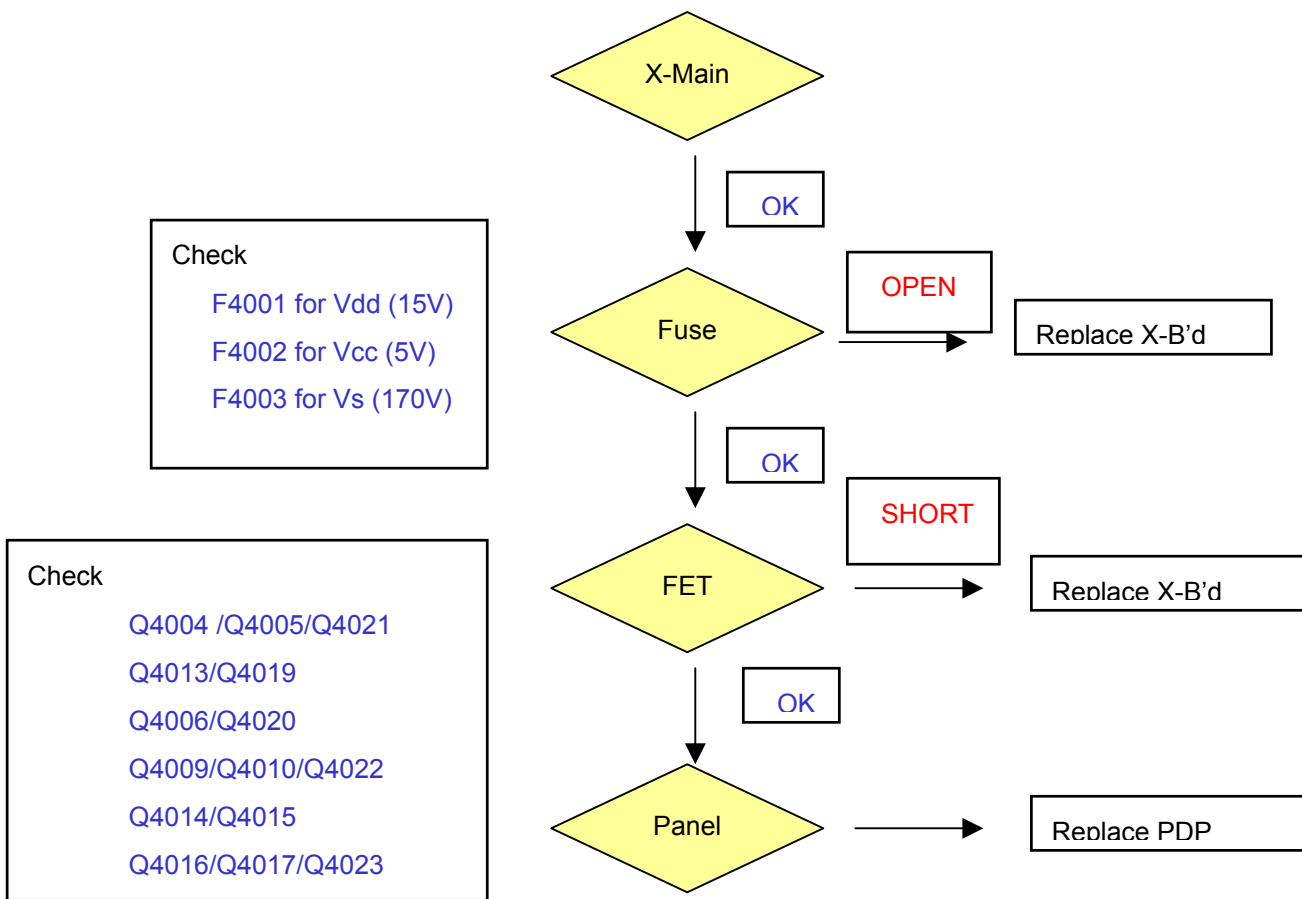 X-Main
OK
Check
F4001 for Vdd (15V)
F4002 for Vcc (5V)
F4003 for Vs (170V)
Fuse
OPEN
Replace X-B’d
OK
Check
Q4004 /Q4005/Q4021
Q4013/Q4019
Q4006/Q4020
Q4009/Q4010/Q4022
Q4014/Q4015
Q4016/Q4017/Q4023
FET
SHORT
Replace X-B’d
OK
Panel
Replace PDP